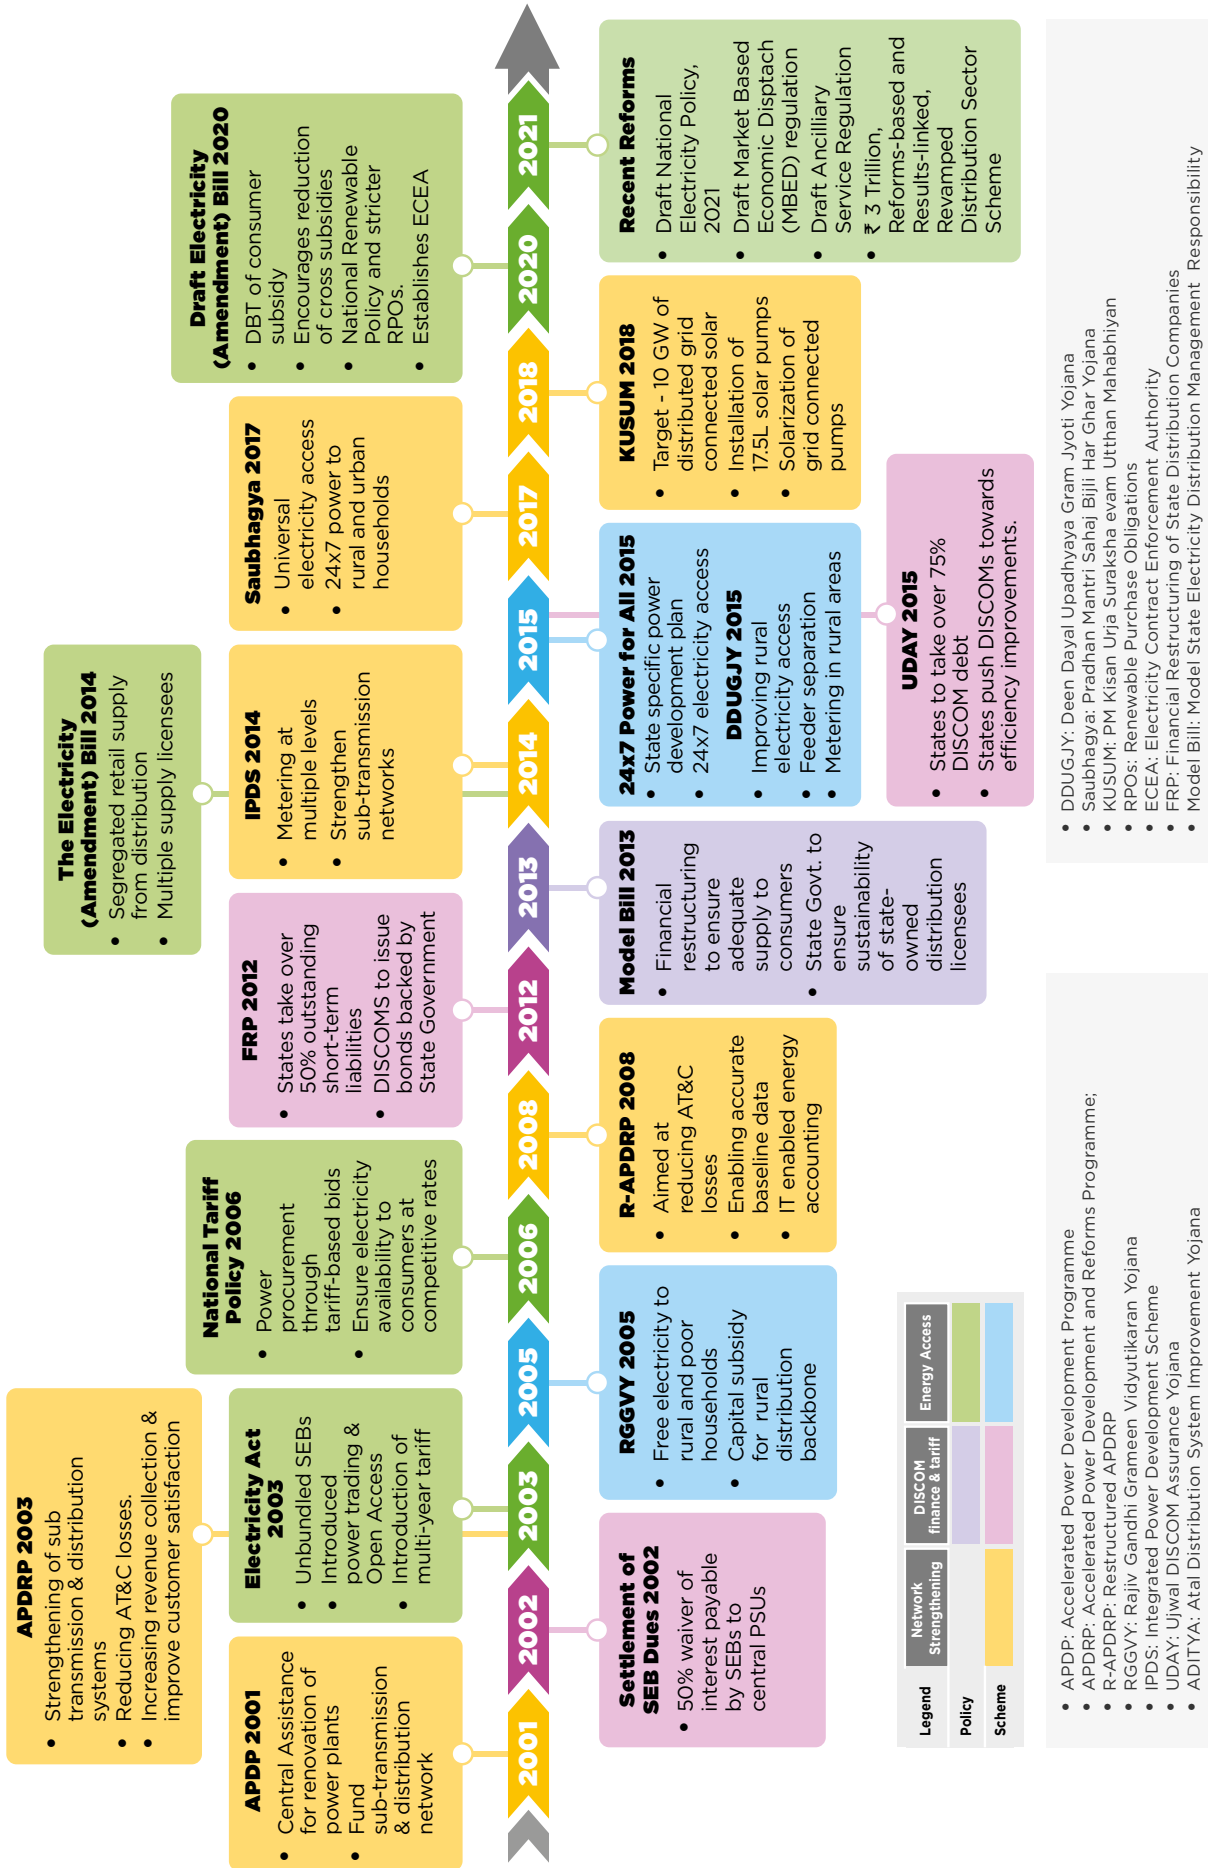 APDRP 2003
• Strengthening of sub
transmission & distribution
systems
• Reducing AT&C losses.
• Increasing revenue collection &
improve customer satisfaction
The Electricity
(Amendment) Bill 2014
• Segregated retail supply
from distribution
• Multiple supply licensees
APDP 2001
• Central Assistance
for renovation of
power plants
• Fund
sub-transmission
& distribution
network
Electricity Act
2003
• Unbundled SEBs
• Introduced
power trading &
Open Access
• Introduction of
multi-year tariff
National Tariff
Policy 2006
• Power
procurement
through
tariff-based bids
• Ensure electricity
availability to
consumers at
competitive rates
FRP 2012
• States take over
50% outstanding
short-term
liabilities
• DISCOMS to issue
bonds backed by
State Government
IPDS 2014
• Metering at
multiple levels
• Strengthen
sub-transmission
networks
Saubhagya 2017
• Universal
electricity access
• 24x7 power to
rural and urban
households
Draft Electricity
(Amendment) Bill 2020
• DBT of consumer
subsidy
• Encourages reduction
of cross subsidies
• National Renewable
Policy and stricter
RPOs.
• Establishes ECEA
2001
2002
2003
2005
2006
2008
2012
2013
2014
2015
2017
2018
2020
2021
Settlement of
SEB Dues 2002
• 50% waiver of
interest payable
by SEBs to
central PSUs
RGGVY 2005
• Free electricity to
rural and poor
households
• Capital subsidy
for rural
distribution
backbone
R-APDRP 2008
• Aimed at
reducing AT&C
losses
• Enabling accurate
baseline data
• IT enabled energy
accounting
Model Bill 2013
• Financial
restructuring
to ensure
adequate
supply to
consumers
• State Govt. to
ensure
sustainability
of state-
owned
distribution
licensees
24x7 Power for All 2015
• State specific power
development plan
• 24x7 electricity access
DDUGJY 2015
• Improving rural
electricity access
• Feeder separation
• Metering in rural areas
UDAY 2015
• States to take over 75%
DISCOM debt
• States push DISCOMs towards
efficiency improvements.
KUSUM 2018
• Target - 10 GW of
distributed grid
connected solar
• Installation of
17.5L solar pumps
• Solarization of
grid connected
pumps
Recent Reforms
• Draft National
Electricity Policy,
2021
• Draft Market Based
Economic Disptach
(MBED) regulation
• Draft Ancilliary
Service Regulation
• ₹ 3 Trillion,
Reforms-based and
Results-linked,
Revamped
Distribution Sector
Scheme
Legend
Network
Strengthening
DISCOM
finance & tariff
Energy Access
Policy
Scheme
• APDP: Accelerated Power Development Programme
• APDRP: Accelerated Power Development and Reforms Programme;
• R-APDRP: Restructured APDRP
• RGGVY: Rajiv Gandhi Grameen Vidyutikaran Yojana
• IPDS: Integrated Power Development Scheme
• UDAY: Ujwal DISCOM Assurance Yojana
• ADITYA: Atal Distribution System Improvement Yojana
• DDUGJY: Deen Dayal Upadhyaya Gram Jyoti Yojana
• Saubhagya: Pradhan Mantri Sahaj Bijli Har Ghar Yojana
• KUSUM: PM Kisan Urja Suraksha evam Utthan Mahabhiyan
• RPOs: Renewable Purchase Obligations
• ECEA: Electricity Contract Enforcement Authority
• FRP: Financial Restructuring of State Distribution Companies
• Model Bill: Model State Electricity Distribution Management Responsibility